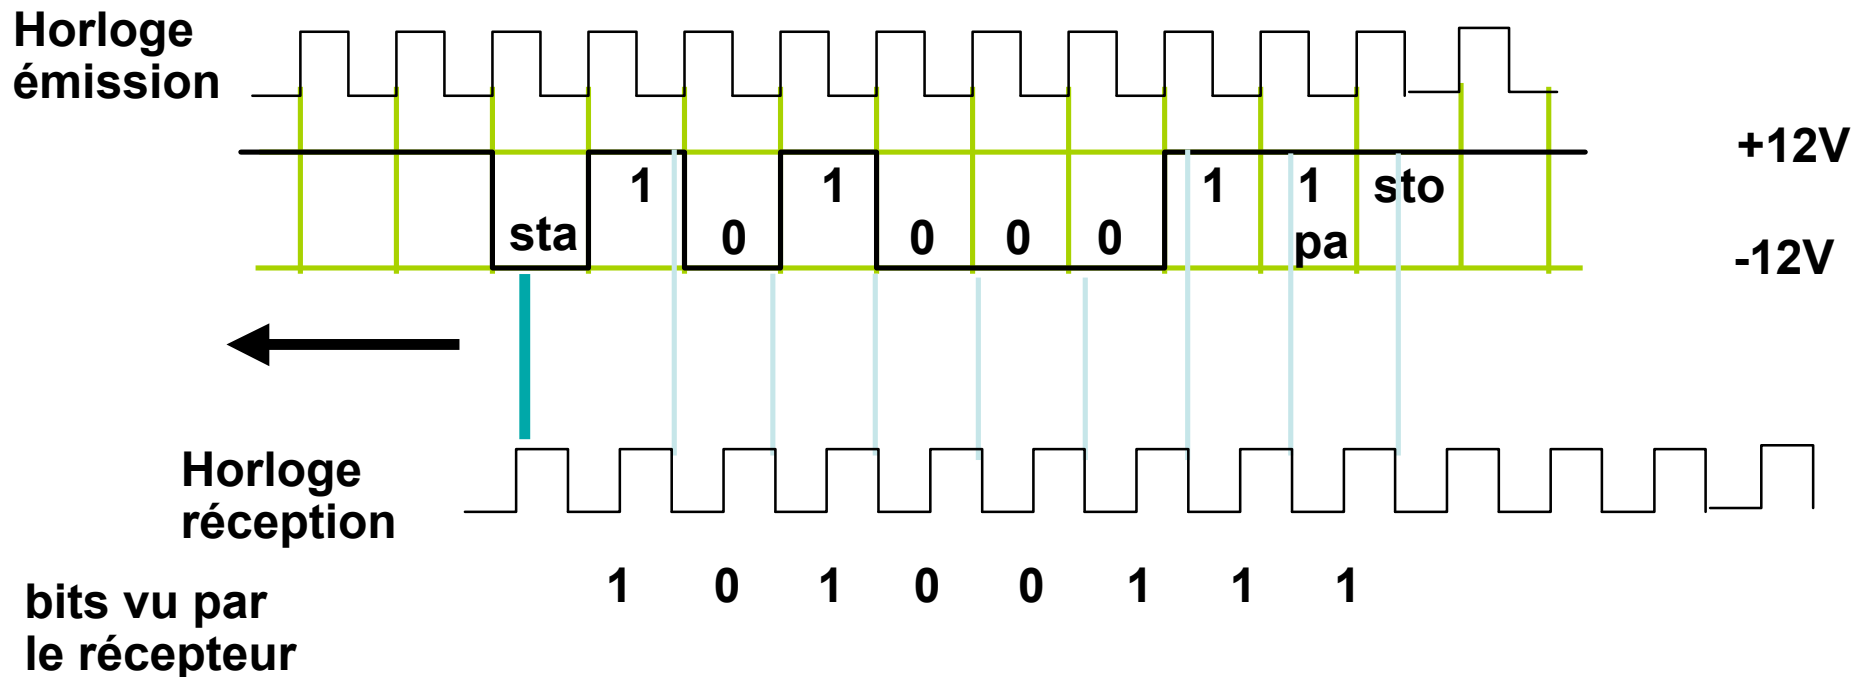 Horloge
émission
+12V
1 1 1 1 sto
sta 0 0 0 0 pa
-12V
Horloge
réception
1 0 1 0 0 1 1 1
bits vu par
le récepteur